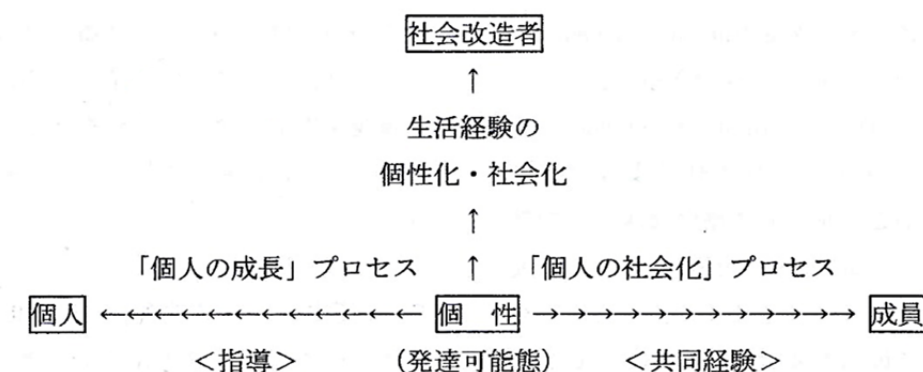 社会改造者
↑
生活経験の
個性化・社会化
↑
「個人の成長」プロセス ↑ 「個人の社会化」プロセス
個人 ←←←←←←←←←←←← 個 性 →→→→→→→→→→→→ 成員
<指導> (発達可能態) <共同経験>